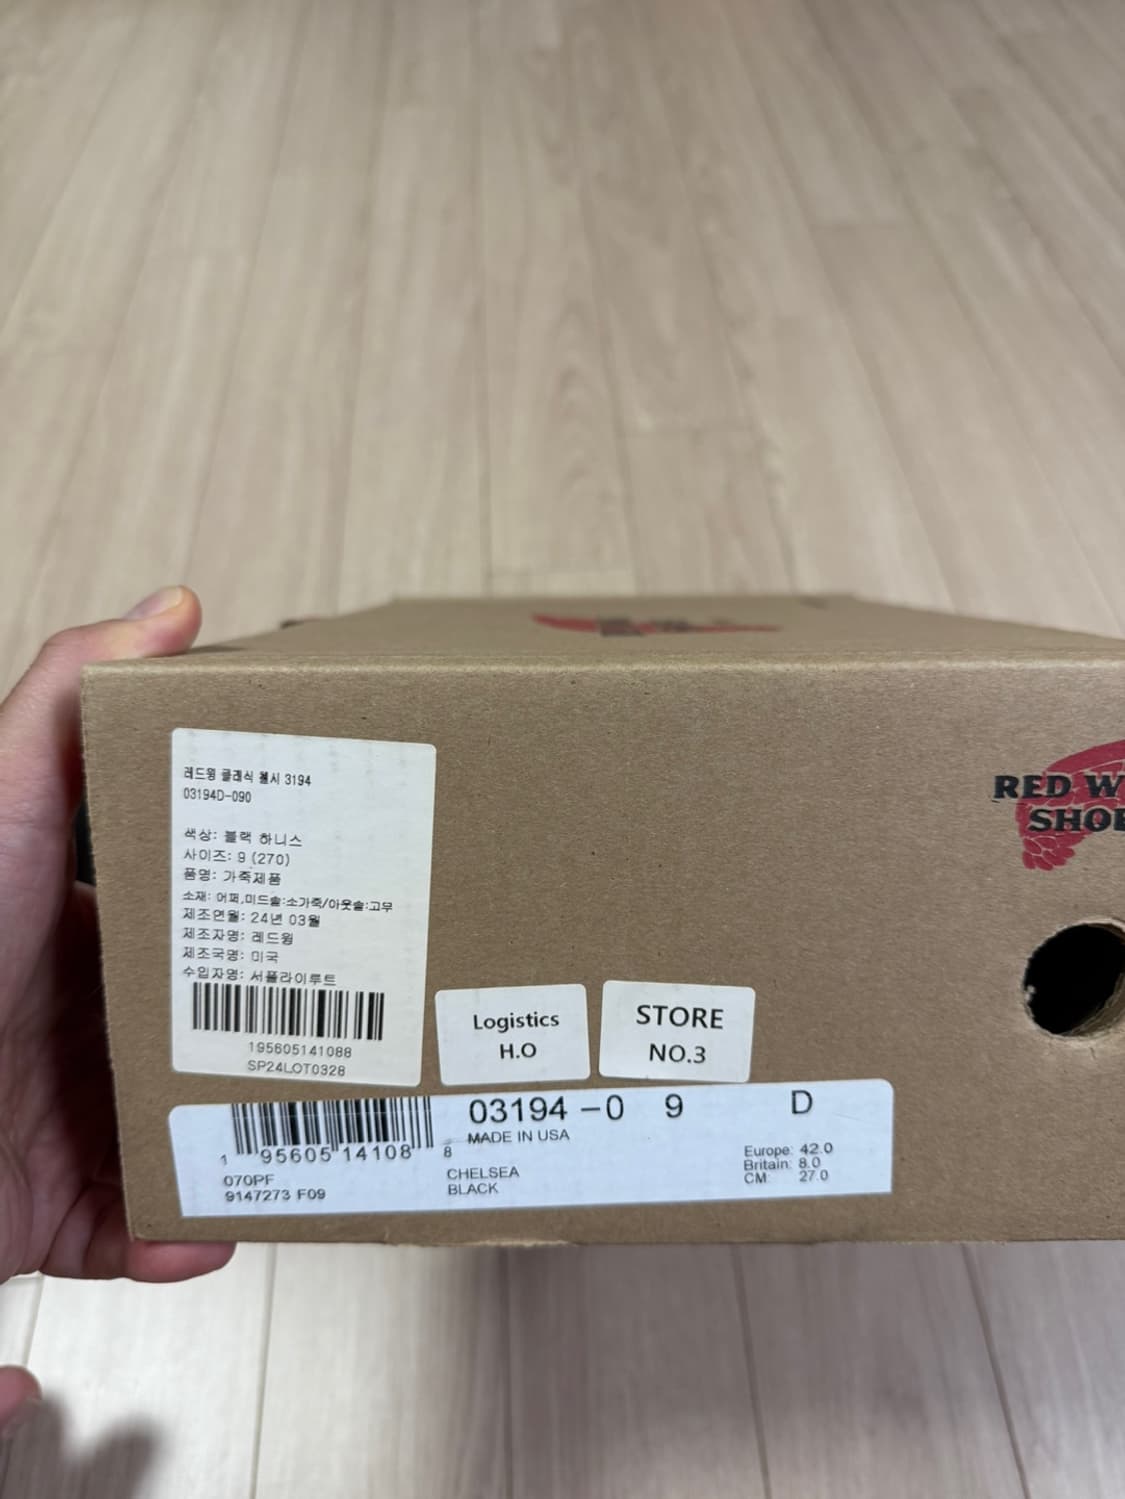 레드윙 클래식 첼시 3194
03194D-090
색상: 블랙 하니스
사이즈: 9 (270)
품명: 가죽제품
소재: 어퍼,미드솔:소가죽/아웃솔:고무
제조연월: 24년 03월
제조자명: 레드윙
제조국명: 미국
수입자명: 서플라이루트
195605141088
SP24LOT0328
Logistics
H.O
STORE
NO.3
RED W
SHOE
1 95605 14108 8
070PF
9147273 F09
03194-0 9 D
MADE IN USA
CHELSEA
BLACK
Europe: 42.0
Britain: 8.0
CM: 27.0